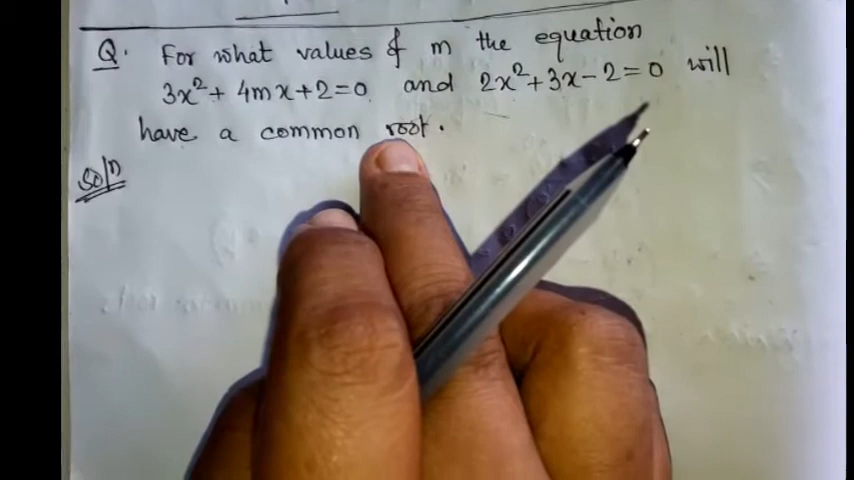 Q. For what values of m the equation
3x²+ 4mx+2=0 and 2x²+3x-2=0 will
have a common root.
Soln